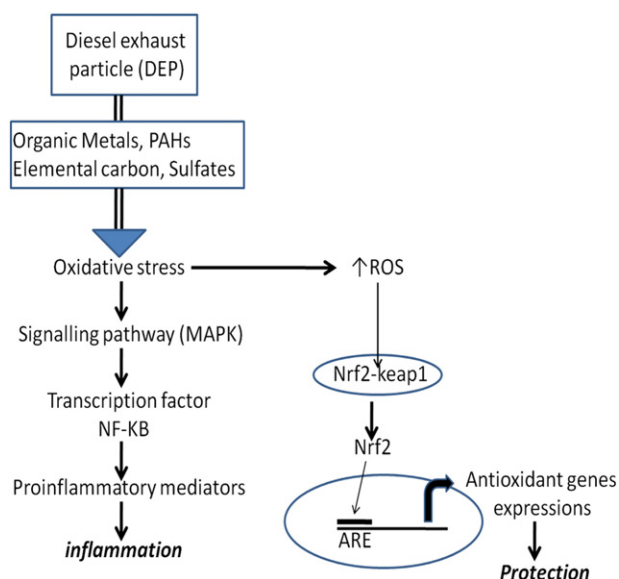 Diesel exhaust
particle (DEP)
Organic Metals, PAHs
Elemental carbon, Sulfates
Oxidative stress
↑ROS
Signalling pathway (MAPK)
Transcription factor
NF-KB
Proinflammatory mediators
inflammation
Nrf2-keap1
Nrf2
ARE
Antioxidant genes
expressions
Protection